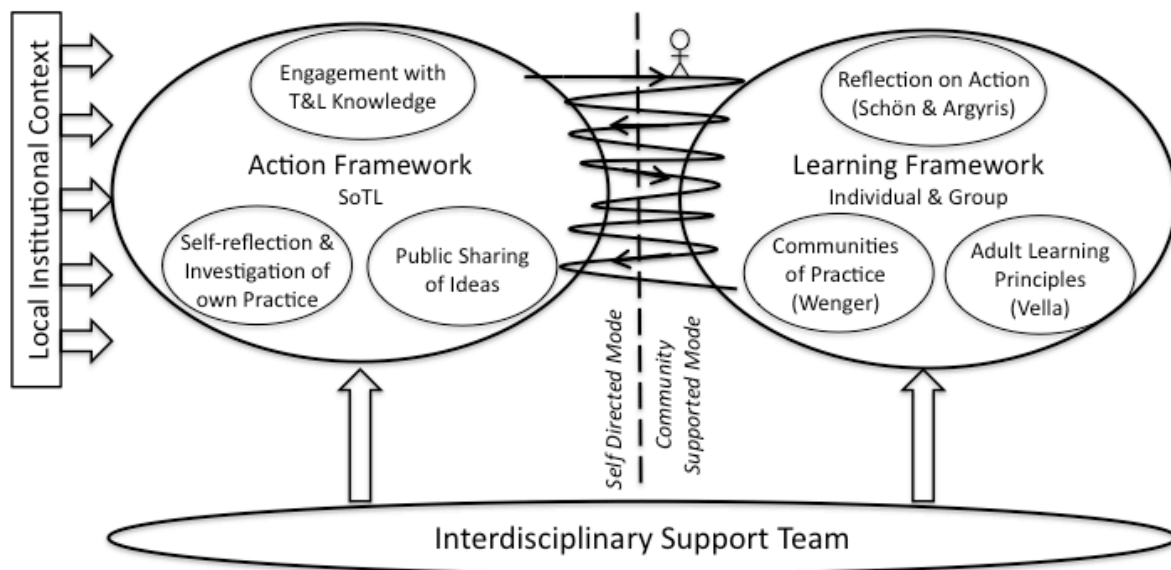 Local Institutional Context
Engagement with
T&L Knowledge
Action Framework
SoTL
Self-reflection &
Investigation of
own Practice
Public Sharing
of Ideas
Self Directed Mode
Community
Supported Mode
Reflection on Action
(Schön & Argyris)
Learning Framework
Individual & Group
Communities
of Practice
(Wenger)
Adult Learning
Principles
(Vella)
Interdisciplinary Support Team